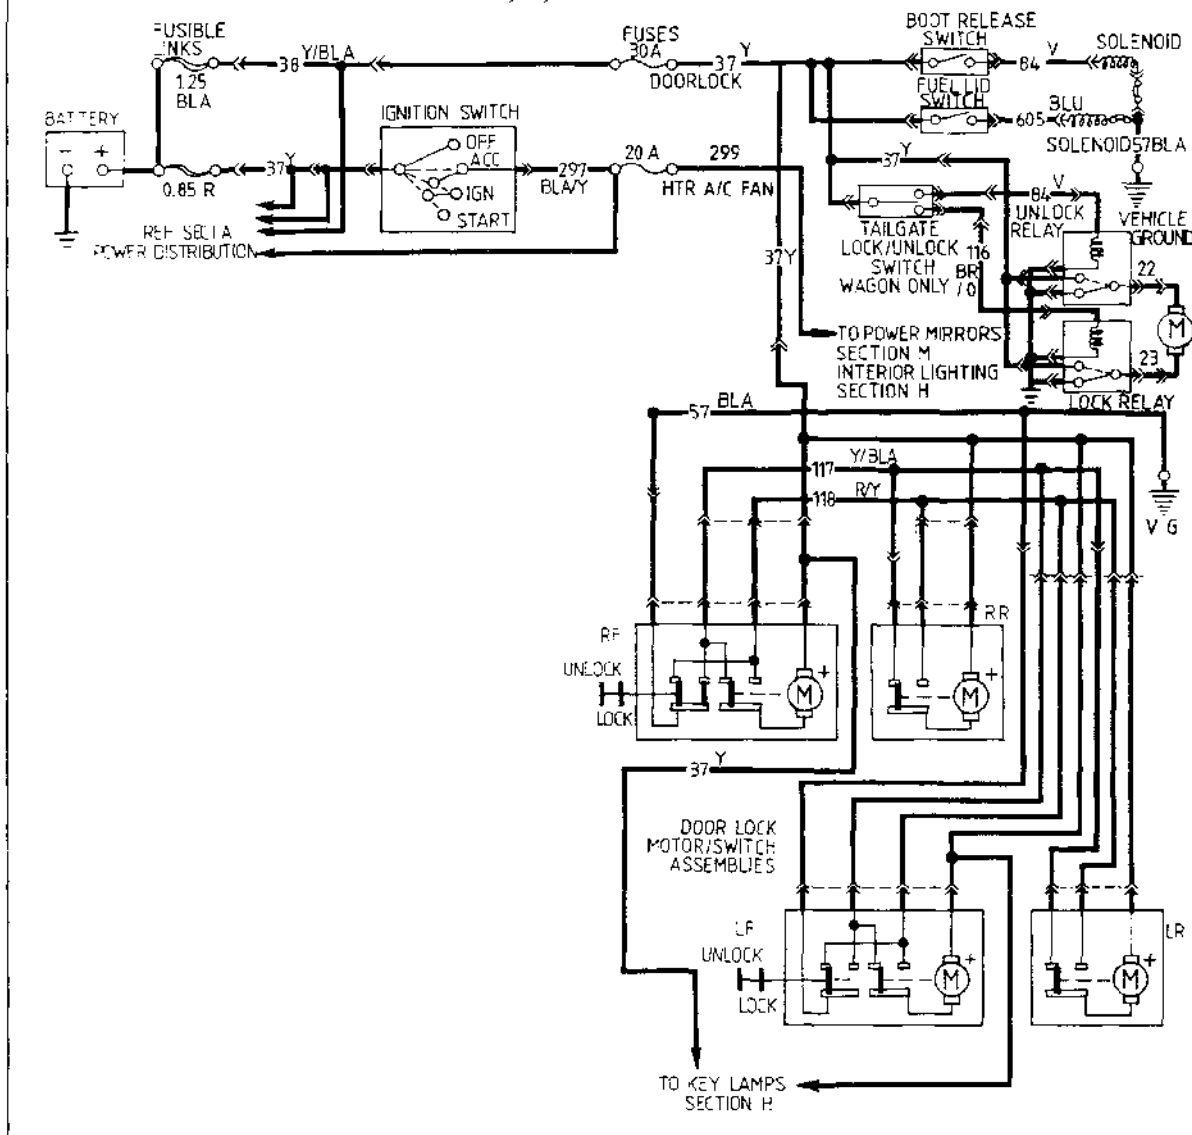 FUSIBLE
LINKS
1.25
BLA
38
Y/BLA
FUSES
30A
DOORLOCK
37
Y
BOOT RELEASE
SWITCH
84
V
SOLENOID
FUEL LID
SWITCH
605
BLU
SOLENOID
57BLA
BATTERY
- +
0.85 R
37
Y
IGNITION SWITCH
OFF
ACC
IGN
START
297
BLA/Y
20 A
299
HTR A/C FAN
37
Y
84
V
UNLOCK
RELAY
VEHICLE
GROUND
TAILGATE
LOCK/UNLOCK
SWITCH
WAGON ONLY
116
BR
/O
22
M
23
LOCK RELAY
REF SECT A
POWER DISTRIBUTION
37Y
TO POWER MIRRORS
SECTION M
INTERIOR LIGHTING
SECTION H
57
BLA
117
Y/BLA
118
R/Y
V G
RF
UNLOCK
LOCK
M
+
RR
M
+
37
Y
DOOR LOCK
MOTOR/SWITCH
ASSEMBLIES
LF
UNLOCK
LOCK
M
+
LR
M
+
TO KEY LAMPS
SECTION H